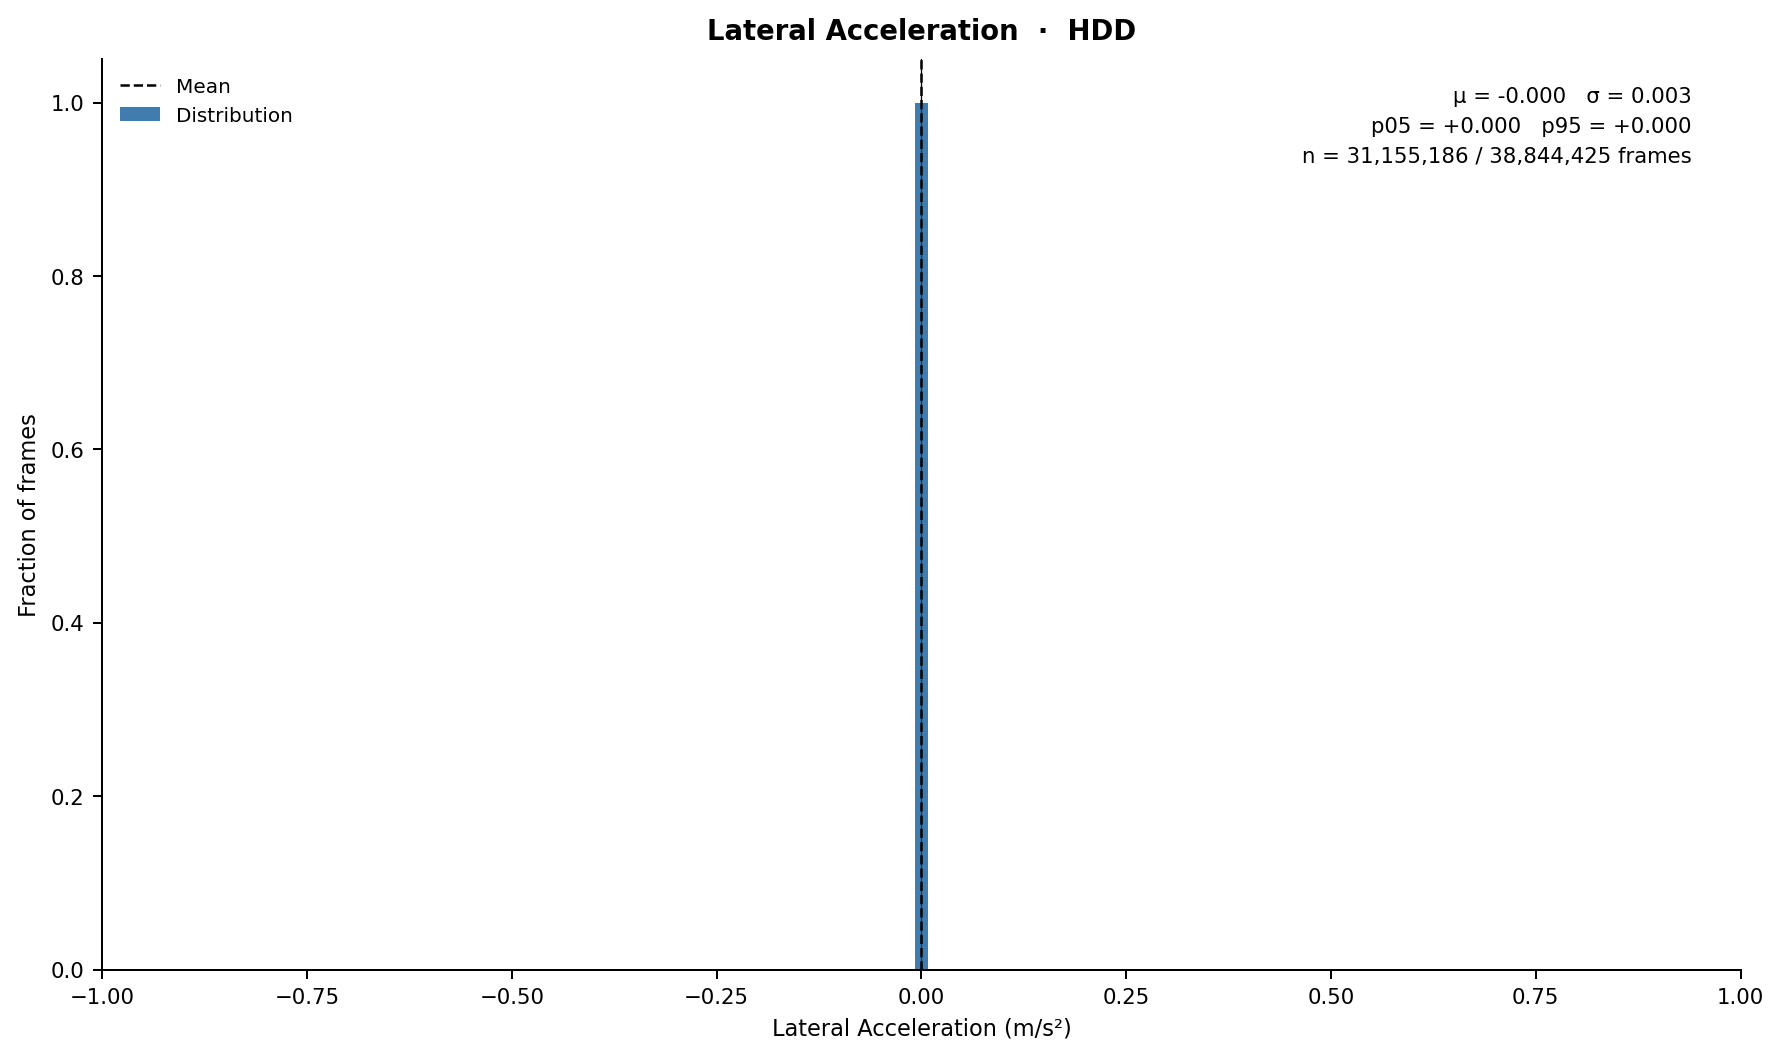 Lateral Acceleration · HDD
Mean
Distribution
μ = -0.000 σ = 0.003
p05 = +0.000 p95 = +0.000
n = 31,155,186 / 38,844,425 frames
Fraction of frames
1.0
0.8
0.6
0.4
0.2
0.0
−1.00 −0.75 −0.50 −0.25 0.00 0.25 0.50 0.75 1.00
Lateral Acceleration (m/s²)